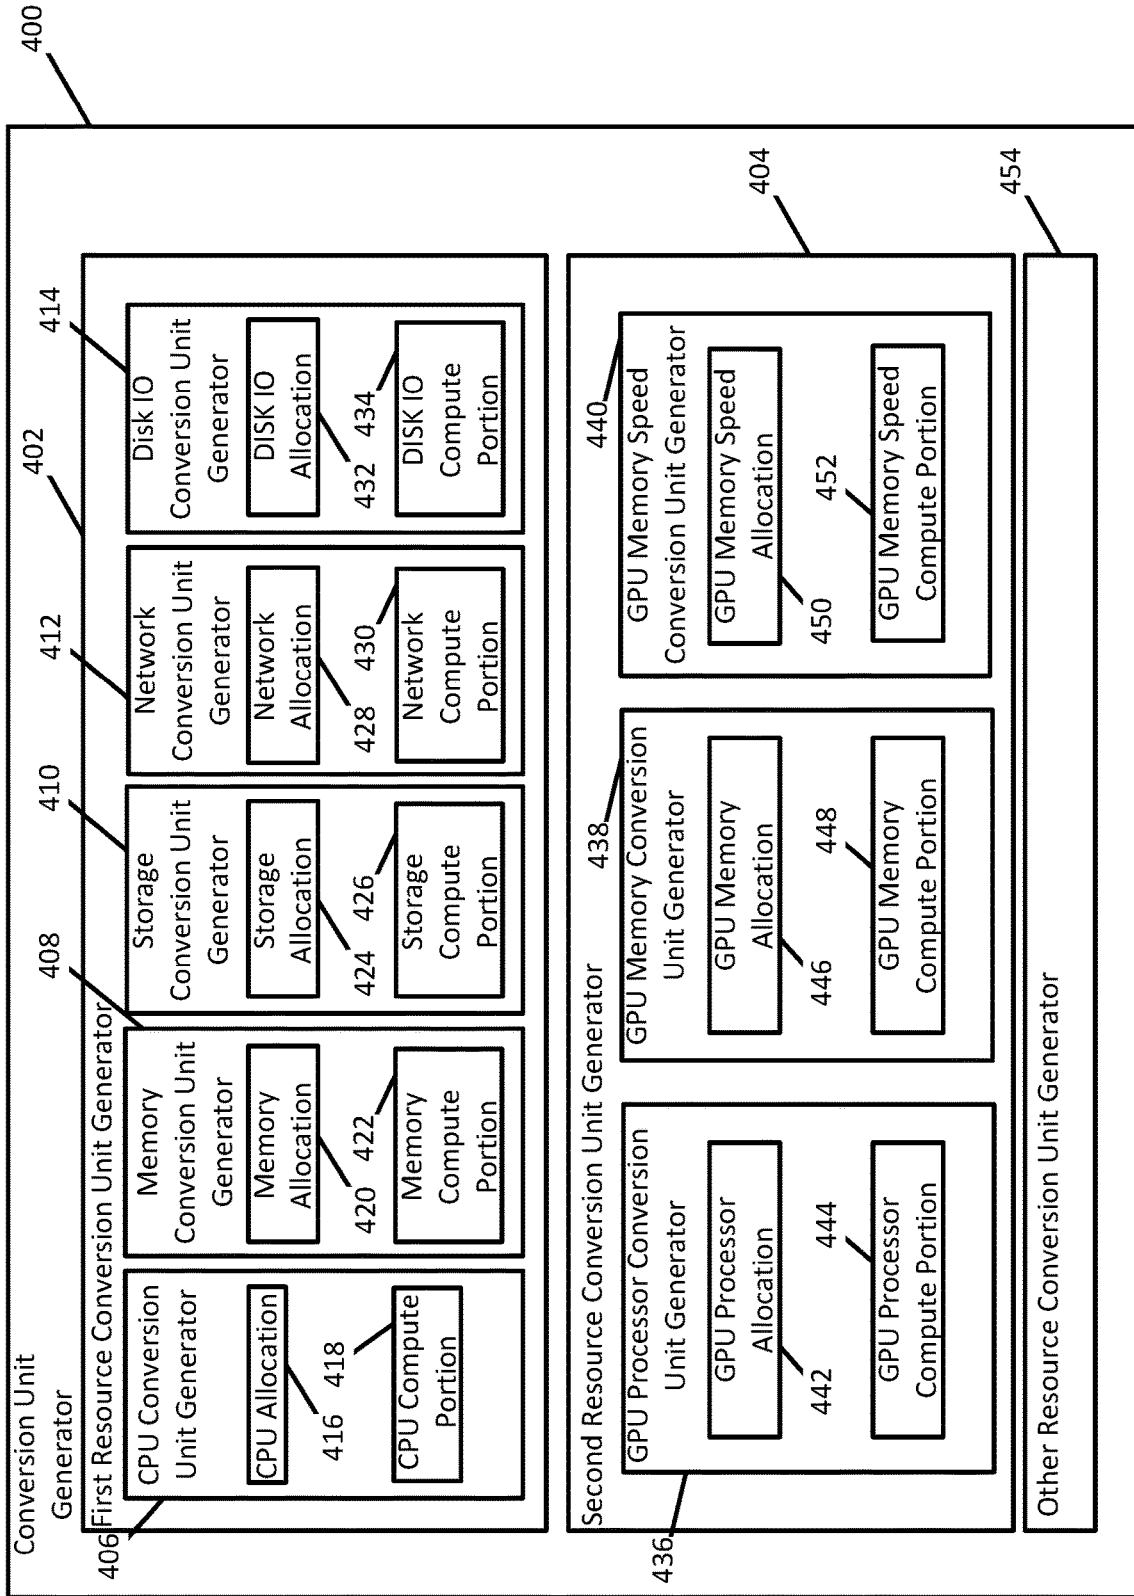 400
Conversion Unit
Generator
402
First Resource Conversion Unit Generator
406
CPU Conversion
Unit Generator
CPU Allocation
416
418
CPU Compute
Portion
408
Memory
Conversion Unit
Generator
Memory
Allocation
420
422
Memory
Compute
Portion
410
Storage
Conversion Unit
Generator
Storage
Allocation
424
426
Storage
Compute
Portion
412
Network
Conversion Unit
Generator
Network
Allocation
428
430
Network
Compute
Portion
414
Disk IO
Conversion Unit
Generator
DISK IO
Allocation
432
434
DISK IO
Compute
Portion
404
Second Resource Conversion Unit Generator
436
GPU Processor Conversion
Unit Generator
GPU Processor
Allocation
442
444
GPU Processor
Compute Portion
438
GPU Memory Conversion
Unit Generator
GPU Memory
Allocation
446
448
GPU Memory
Compute Portion
440
GPU Memory Speed
Conversion Unit Generator
GPU Memory Speed
Allocation
450
452
GPU Memory Speed
Compute Portion
454
Other Resource Conversion Unit Generator